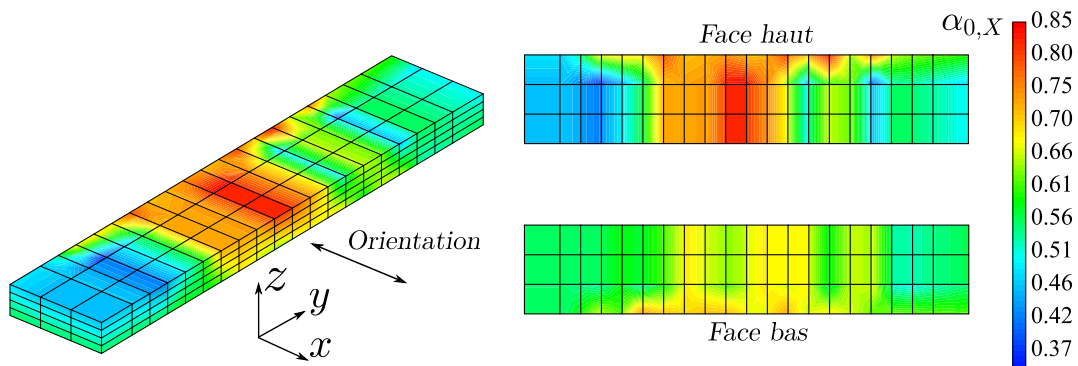 Face haut
α0,X
0.85
0.80
0.75
0.70
0.66
0.61
0.56
0.51
0.46
0.42
0.37
Orientation
z
y
x
Face bas